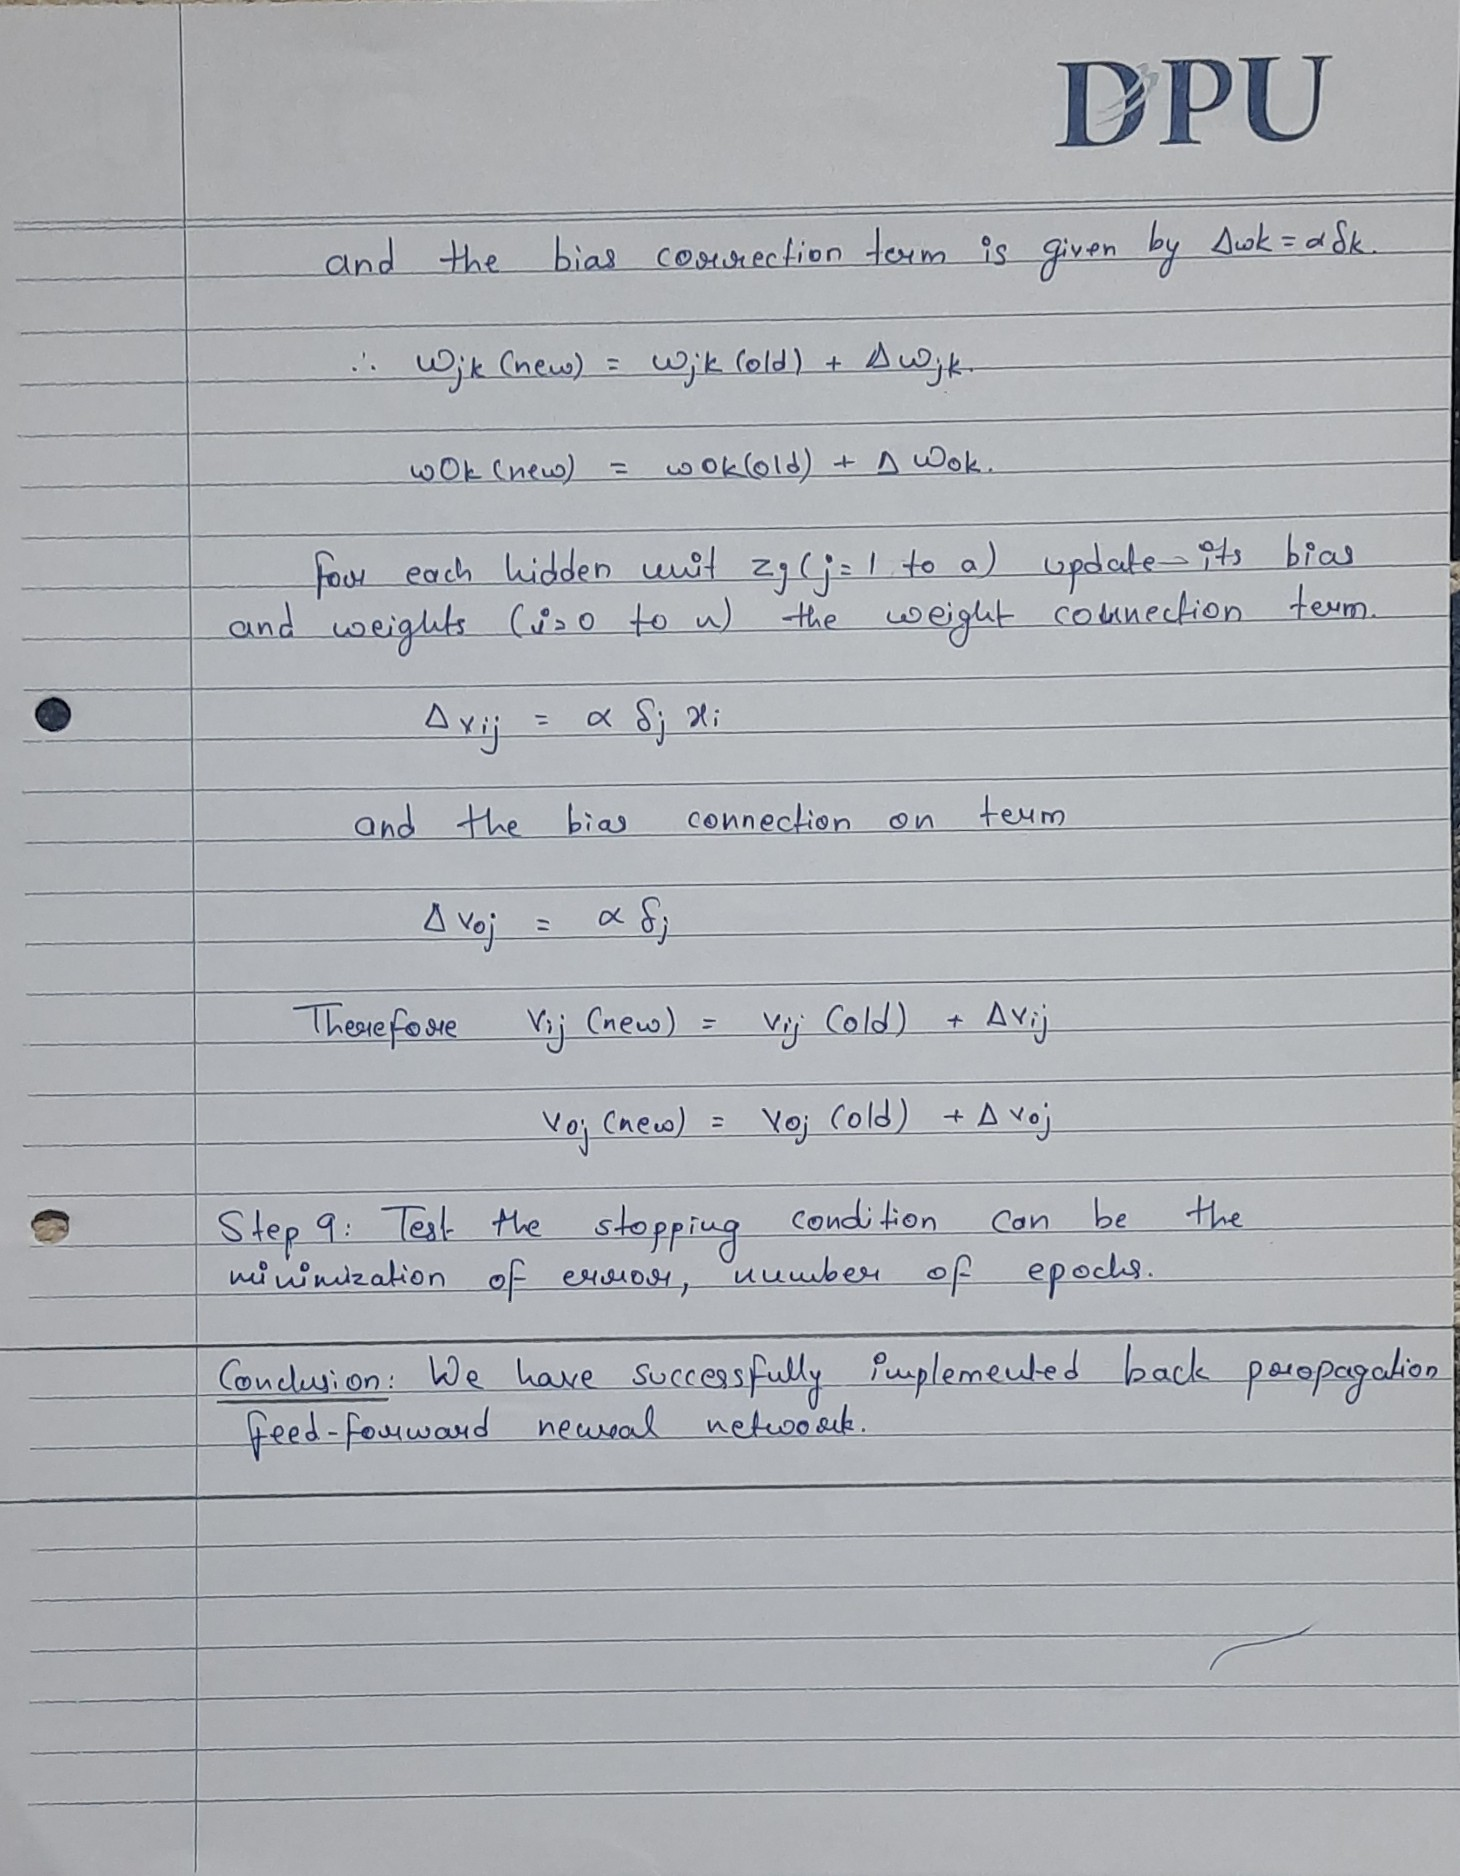 DPU
and the bias correction term is given by Δwk = αδk.
∴ wjk (new) = wjk (old) + Δwjk.
w0k (new) = w0k (old) + Δw0k.
for each hidden unit zg (j = 1 to a) update its bias
and weights (i=0 to n) the weight connection term.
Δvij = α δj xi
and the bias connection on term
Δv0j = α δj
Therefore vij (new) = vij (old) + Δvij
v0j (new) = v0j (old) + Δv0j
Step 9: Test the stopping condition can be the
minimization of error, number of epochs.
Conclusion: We have successfully implemented back propagation
feed-forward neural network.